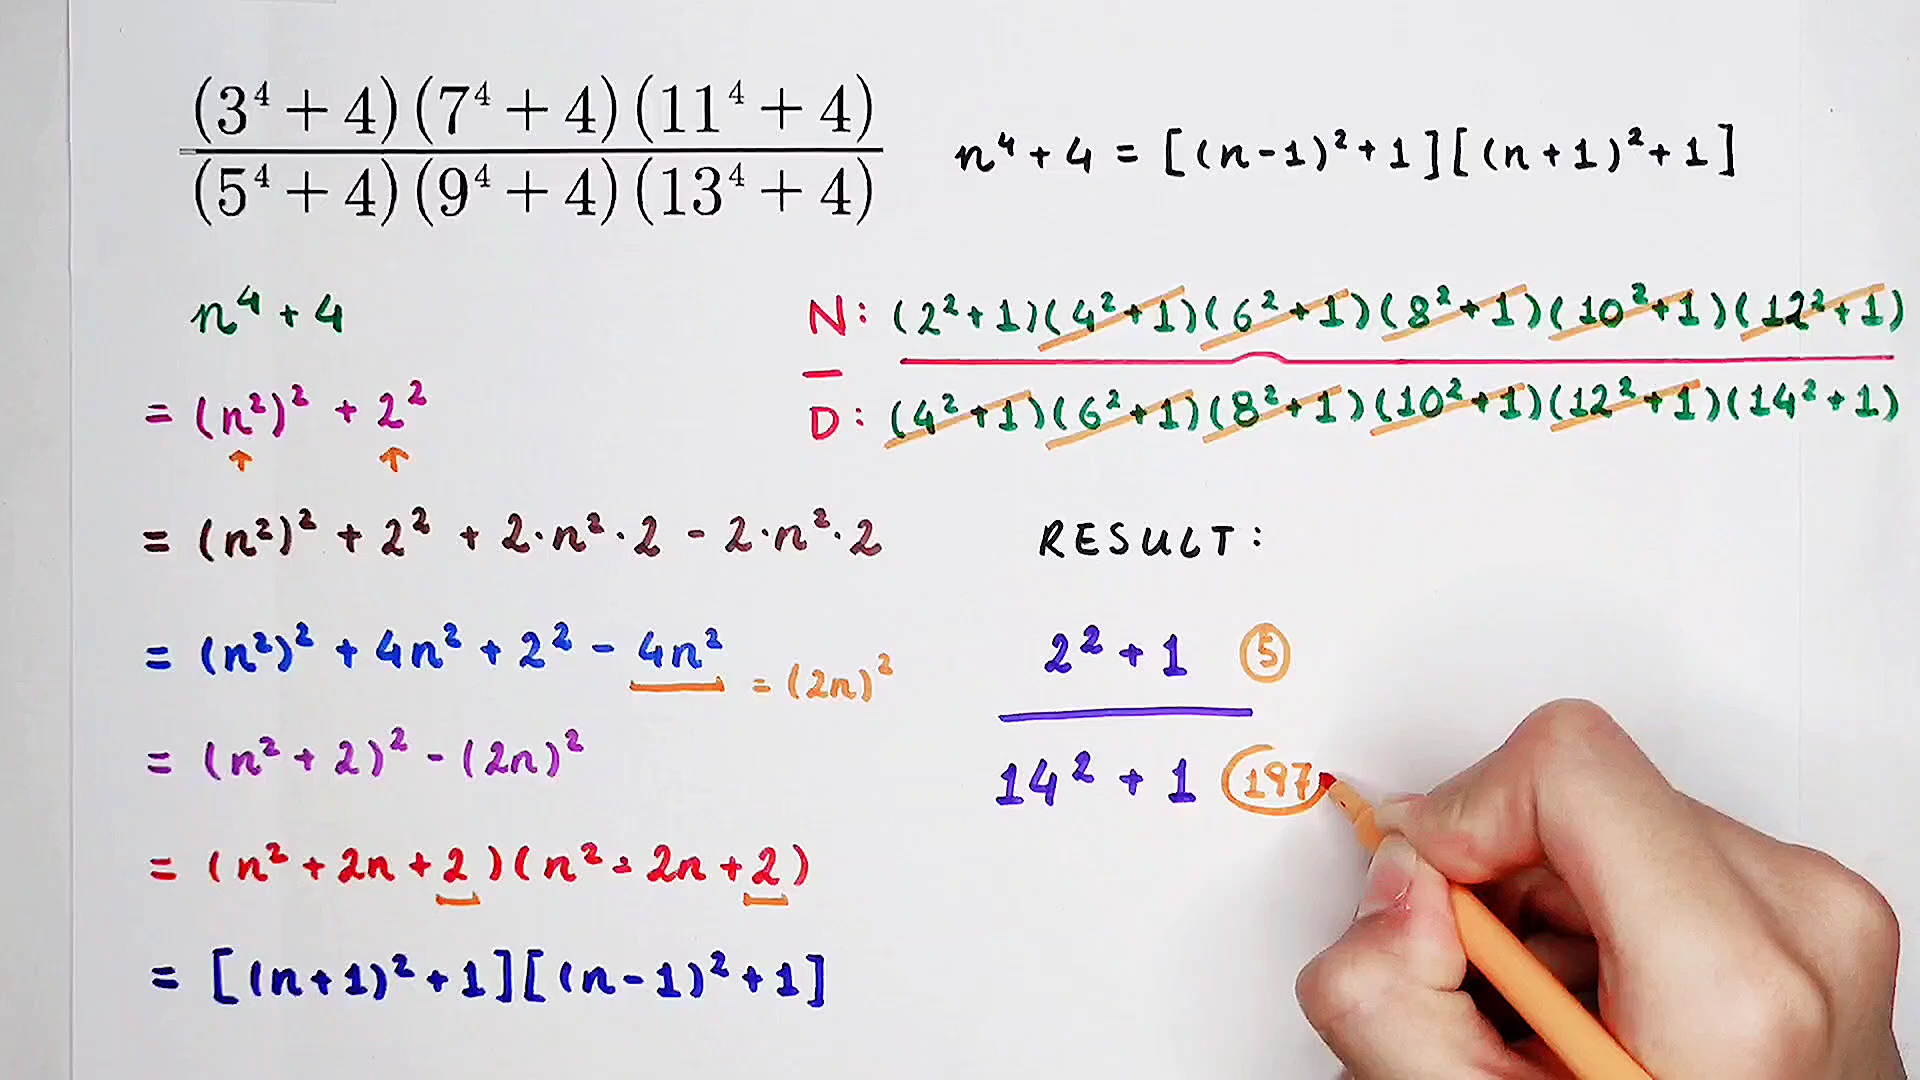 (3⁴ + 4)(7⁴ + 4)(11⁴ + 4)
(5⁴ + 4)(9⁴ + 4)(13⁴ + 4)
n⁴ + 4 = [(n-1)² + 1][(n+1)² + 1]
n⁴ + 4
= (n²)² + 2²
= (n²)² + 2² + 2·n²·2 - 2·n²·2
= (n²)² + 4n² + 2² - 4n² = (2n)²
= (n² + 2)² - (2n)²
= (n² + 2n + 2)(n² - 2n + 2)
= [(n+1)² + 1][(n-1)² + 1]
N: (2²+1)(4²+1)(6²+1)(8²+1)(10²+1)(12²+1)
D: (4²+1)(6²+1)(8²+1)(10²+1)(12²+1)(14²+1)
RESULT:
2² + 1 5
14² + 1 197